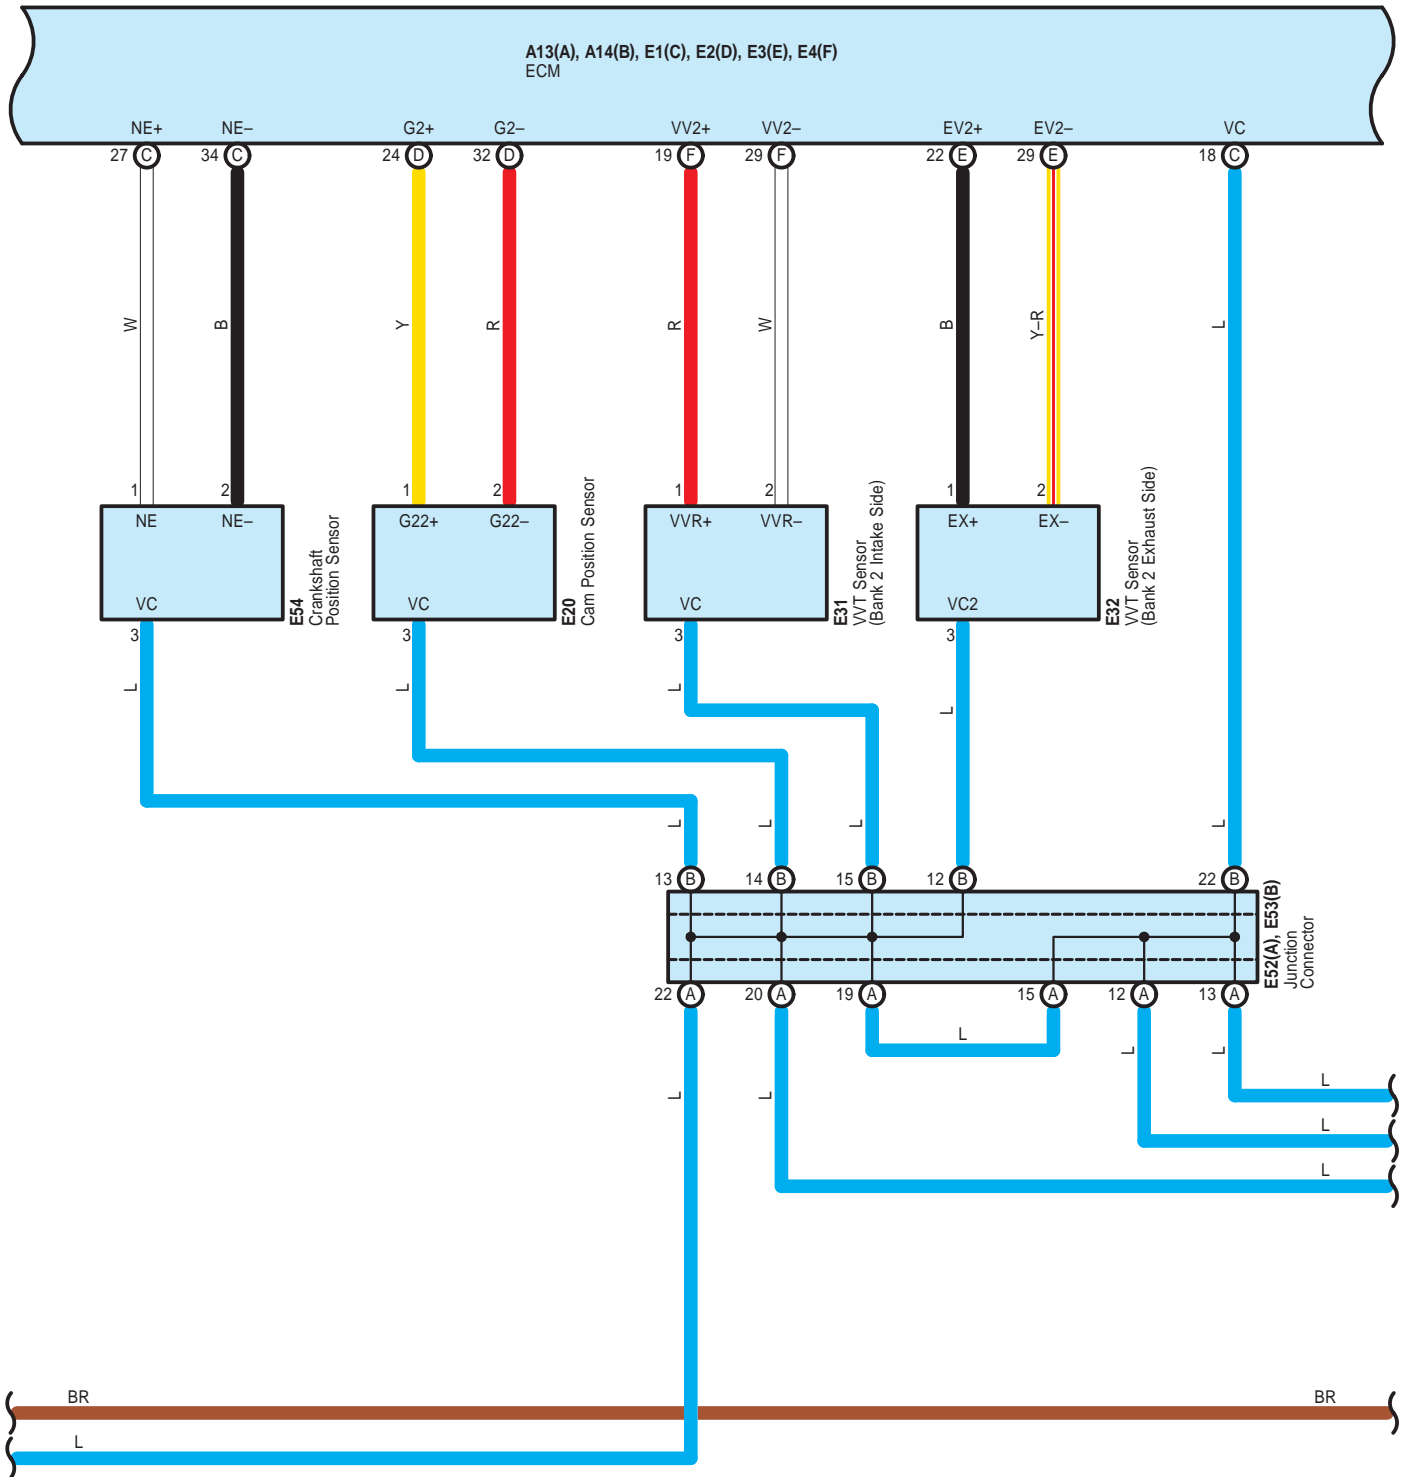 A13(A), A14(B), E1(C), E2(D), E3(E), E4(F)
ECM
NE+ NE– G2+ G2– VV2+ VV2– EV2+ EV2– VC
27 C 34 C 24 D 32 D 19 F 29 F 22 E 29 E 18 C
W B Y R R W B Y–R L
1 2 1 2 1 2 1 2
NE NE– G22+ G22– VVR+ VVR– EX+ EX–
VC VC VC VC2
E54
Crankshaft
Position Sensor
E20
Cam Position Sensor
E31
VVT Sensor
(Bank 2 Intake Side)
E32
VVT Sensor
(Bank 2 Exhaust Side)
3 3 3 3
L L L L
L L L L
13 B 14 B 15 B 12 B 22 B
E52(A), E53(B)
Junction
Connector
22 A 20 A 19 A 15 A 12 A 13 A
L
L L
L L L
L
L
BR BR
L